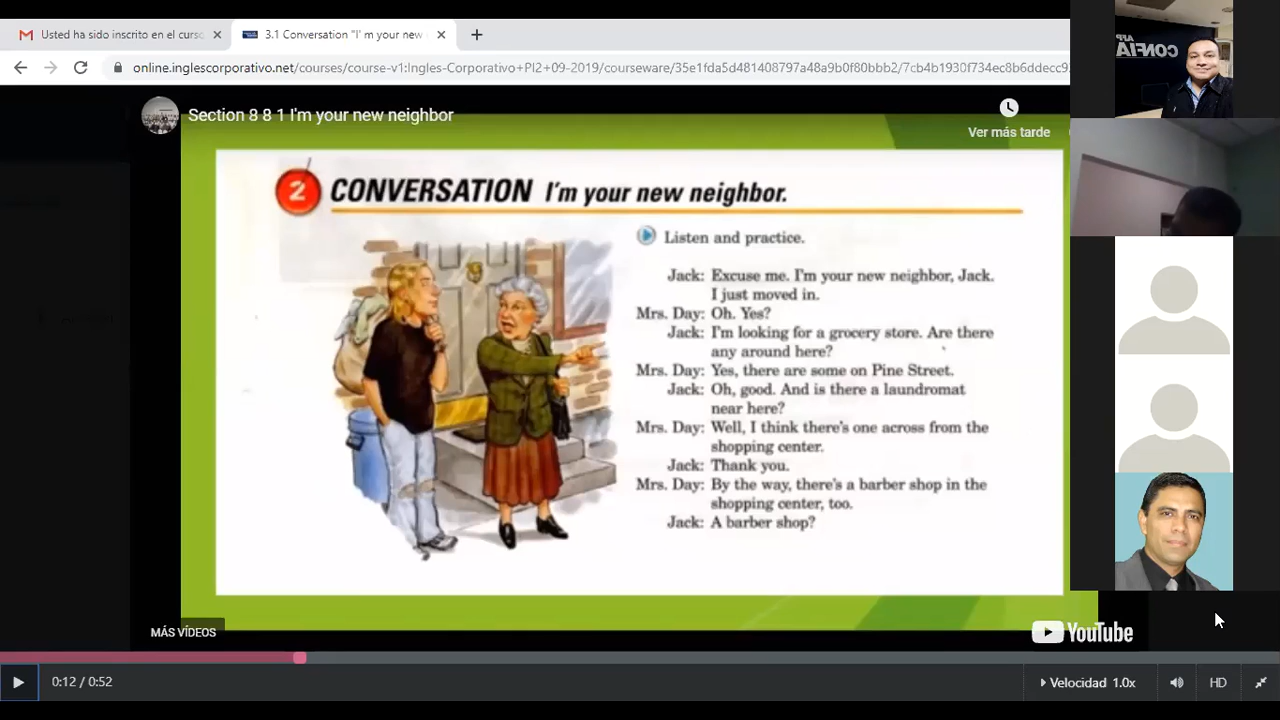 Usted ha sido inscrito en el curso
3.1 Conversation "I' m your new
online.inglescorporativo.net/courses/course-v1:Ingles-Corporativo+PI2+09-2019/courseware/35e1fda5d481408797a48a9b0f80bbb2/7cb4b1930f734ec8b6ddecc92
Section 8 8 1 I'm your new neighbor
Ver más tarde
AFP
CONFIA
2 CONVERSATION I'm your new neighbor.
Listen and practice.
Jack: Excuse me. I'm your new neighbor, Jack.
I just moved in.
Mrs. Day: Oh. Yes?
Jack: I'm looking for a grocery store. Are there
any around here?
Mrs. Day: Yes, there are some on Pine Street.
Jack: Oh, good. And is there a laundromat
near here?
Mrs. Day: Well, I think there's one across from the
shopping center.
Jack: Thank you.
Mrs. Day: By the way, there's a barber shop in the
shopping center, too.
Jack: A barber shop?
MÁS VÍDEOS
YouTube
0:12 / 0:52
Velocidad 1.0x
HD